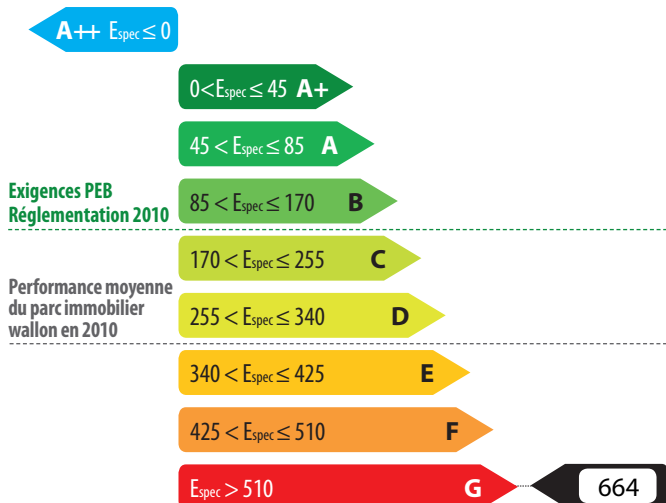 A++ Espec ≤ 0
0 < Espec ≤ 45 A+
45 < Espec ≤ 85 A
Exigences PEB
Réglementation 2010
85 < Espec ≤ 170 B
170 < Espec ≤ 255 C
Performance moyenne
du parc immobilier
wallon en 2010
255 < Espec ≤ 340 D
340 < Espec ≤ 425 E
425 < Espec ≤ 510 F
Espec > 510 G
664